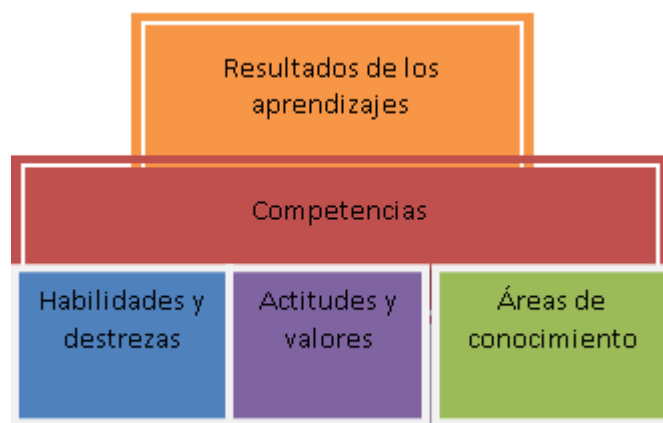 Resultados de los
aprendizajes
Competencias
Habilidades y
destrezas
Actitudes y
valores
Áreas de
conocimiento